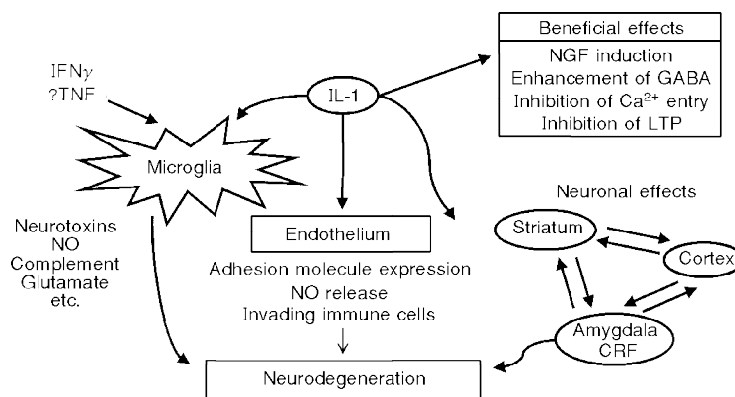 Beneficial effects
NGF induction
Enhancement of GABA
Inhibition of Ca²⁺ entry
Inhibition of LTP
IFNγ
?TNF
IL-1
Microglia
Neuronal effects
Neurotoxins
NO
Complement
Glutamate
etc.
Endothelium
Adhesion molecule expression
NO release
Invading immune cells
Striatum
Cortex
Amygdala
CRF
Neurodegeneration